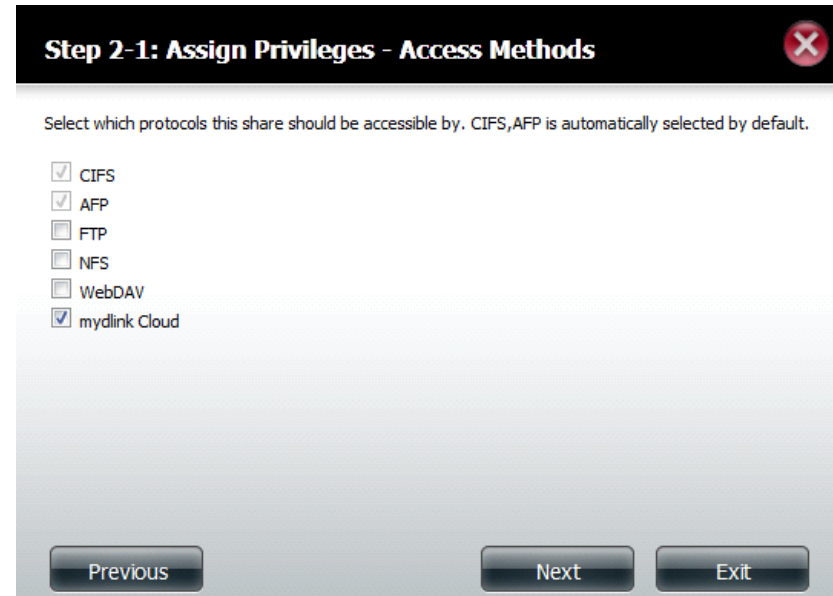 Step 2-1: Assign Privileges - Access Methods
Select which protocols this share should be accessible by. CIFS,AFP is automatically selected by default.
CIFS
AFP
FTP
NFS
WebDAV
mydlink Cloud
Previous
Next
Exit